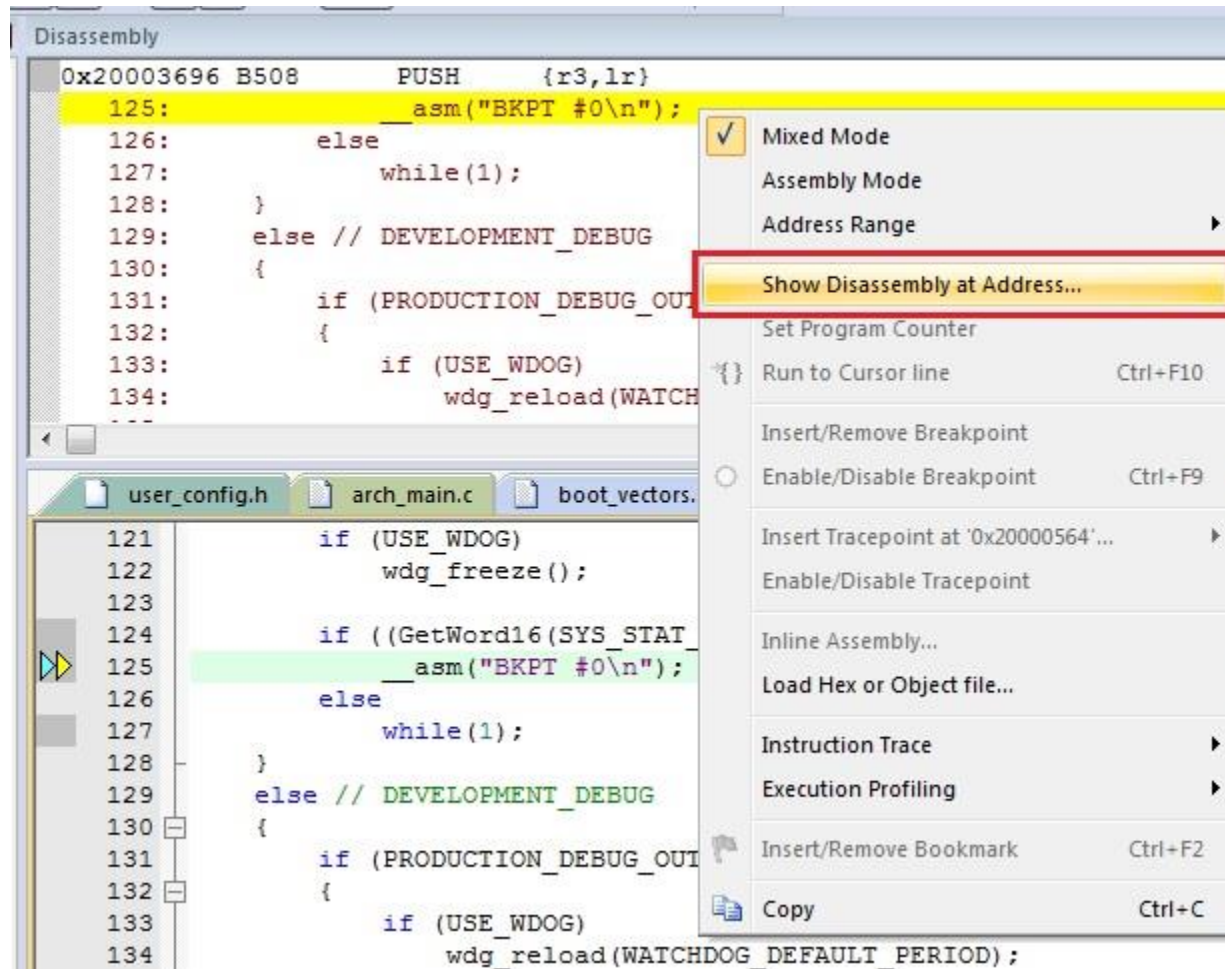 Disassembly
0x20003696 B508 PUSH {r3,lr}
125: __asm("BKPT #0\n");
126: else
127: while(1);
128: }
129: else // DEVELOPMENT_DEBUG
130: {
131: if (PRODUCTION_DEBUG_OUT
132: {
133: if (USE_WDOG)
134: wdg_reload(WATCH
Mixed Mode
Assembly Mode
Address Range
Show Disassembly at Address...
Set Program Counter
Run to Cursor line Ctrl+F10
Insert/Remove Breakpoint
Enable/Disable Breakpoint Ctrl+F9
Insert Tracepoint at '0x20000564'...
Enable/Disable Tracepoint
Inline Assembly...
Load Hex or Object file...
Instruction Trace
Execution Profiling
Insert/Remove Bookmark Ctrl+F2
Copy Ctrl+C
user_config.h arch_main.c boot_vectors.
121 if (USE_WDOG)
122 wdg_freeze();
123
124 if ((GetWord16(SYS_STAT_
125 __asm("BKPT #0\n");
126 else
127 while(1);
128 }
129 else // DEVELOPMENT_DEBUG
130 {
131 if (PRODUCTION_DEBUG_OUT
132 {
133 if (USE_WDOG)
134 wdg_reload(WATCHDOG_DEFAULT_PERIOD);